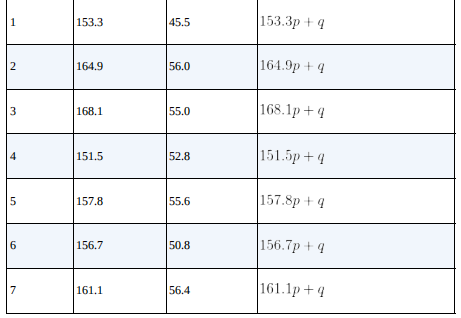 1 153.3 45.5 153.3p + q
2 164.9 56.0 164.9p + q
3 168.1 55.0 168.1p + q
4 151.5 52.8 151.5p + q
5 157.8 55.6 157.8p + q
6 156.7 50.8 156.7p + q
7 161.1 56.4 161.1p + q